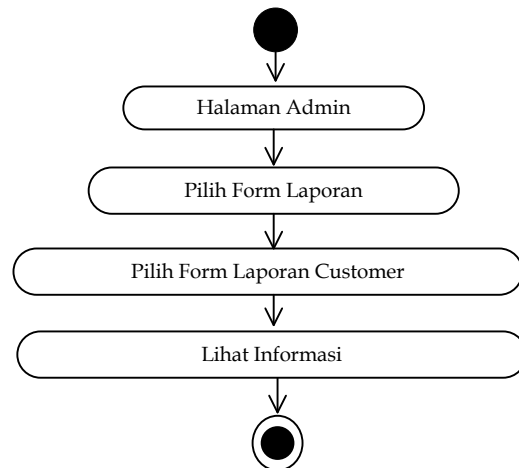 Halaman Admin
Pilih Form Laporan
Pilih Form Laporan Customer
Lihat Informasi